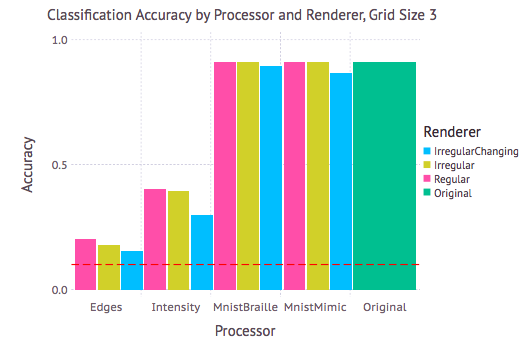 Classification Accuracy by Processor and Renderer, Grid Size 3
1.0
0.5
0.0
Accuracy
Edges Intensity MnistBraille MnistMimic Original
Processor
Renderer
IrregularChanging
Irregular
Regular
Original